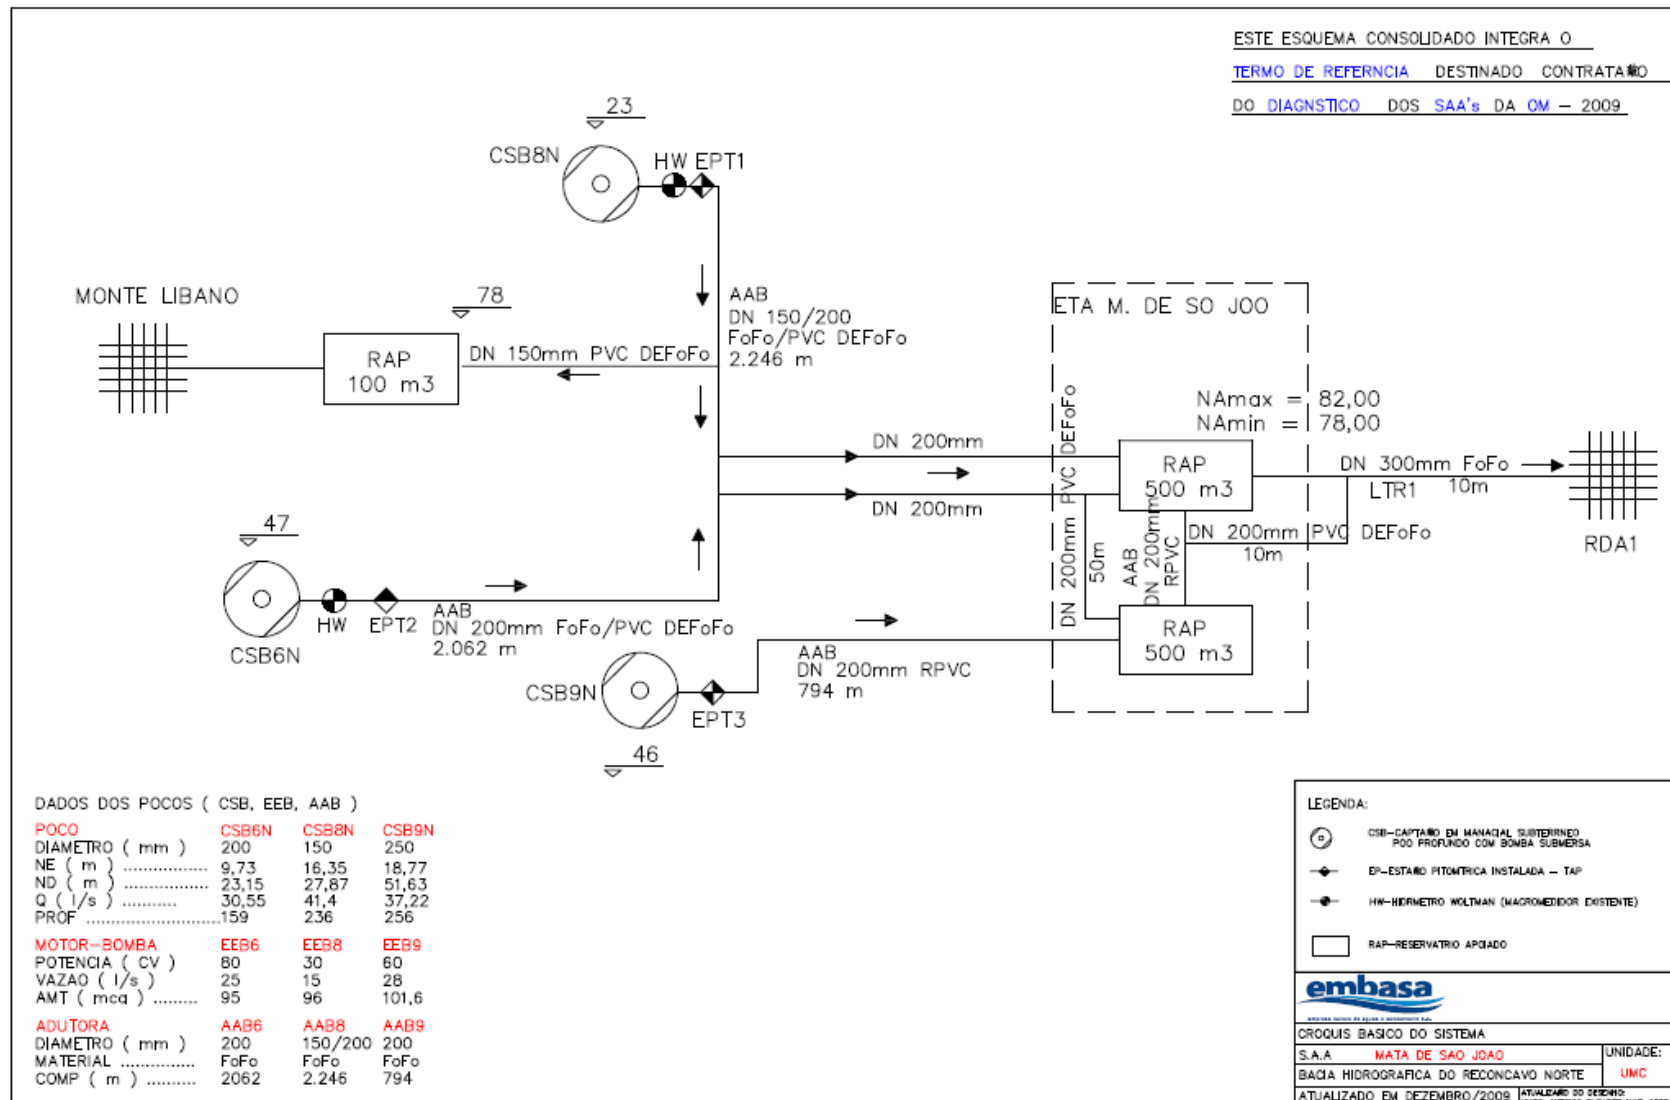 ESTE ESQUEMA CONSOLIDADO INTEGRA O
TERMO DE REFERNCIA DESTINADO CONTRATAO
DO DIAGNSTICO DOS SAA's DA OM – 2009
23
CSB8N
HW EPT1
MONTE LIBANO
78
RAP
100 m3
DN 150mm PVC DEFoFo
AAB
DN 150/200
FoFo/PVC DEFoFo
2.246 m
ETA M. DE SO JOO
NAmax = 82,00
NAmin = 78,00
DN 200mm
DN 200mm
DN 200mm PVC DEFoFo
50m
RAP
500 m3
AAB
DN 200mm
RPVC
DN 300mm FoFo
LTR1 10m
DN 200mm PVC DEFoFo
10m
RDA1
47
CSB6N
HW EPT2
AAB
DN 200mm FoFo/PVC DEFoFo
2.062 m
CSB9N
EPT3
46
AAB
DN 200mm RPVC
794 m
RAP
500 m3
DADOS DOS POCOS ( CSB, EEB, AAB )
POCO CSB6N CSB8N CSB9N
DIAMETRO ( mm ) 200 150 250
NE ( m ) ................ 9,73 16,35 18,77
ND ( m ) ................ 23,15 27,87 51,63
Q ( l/s ) .......... 30,55 41,4 37,22
PROF ......................159 236 256
MOTOR–BOMBA EEB6 EEB8 EEB9
POTENCIA ( CV ) 80 30 60
VAZAO ( l/s ) 25 15 28
AMT ( mca ) ......... 95 96 101,6
ADUTORA AAB6 AAB8 AAB9
DIAMETRO ( mm ) 200 150/200 200
MATERIAL .............. FoFo FoFo FoFo
COMP ( m ) .......... 2062 2.246 794
LEGENDA:
CSB–CAPTAO EM MANACIAL SUBTERRNEO
POO PROFUNDO COM BOMBA SUBMERSA
EP–ESTAO PITOMTRICA INSTALADA – TAP
HW–HIDRMETRO WOLTMAN (MACROMEDIDOR EXISTENTE)
RAP–RESERVATRIO APOIADO
embasa
CROQUIS BASICO DO SISTEMA
S.A.A MATA DE SAO JOAO
UNIDADE:
UMC
BACIA HIDROGRAFICA DO RECONCAVO NORTE
ATUALIZADO EM DEZEMBRO/2009